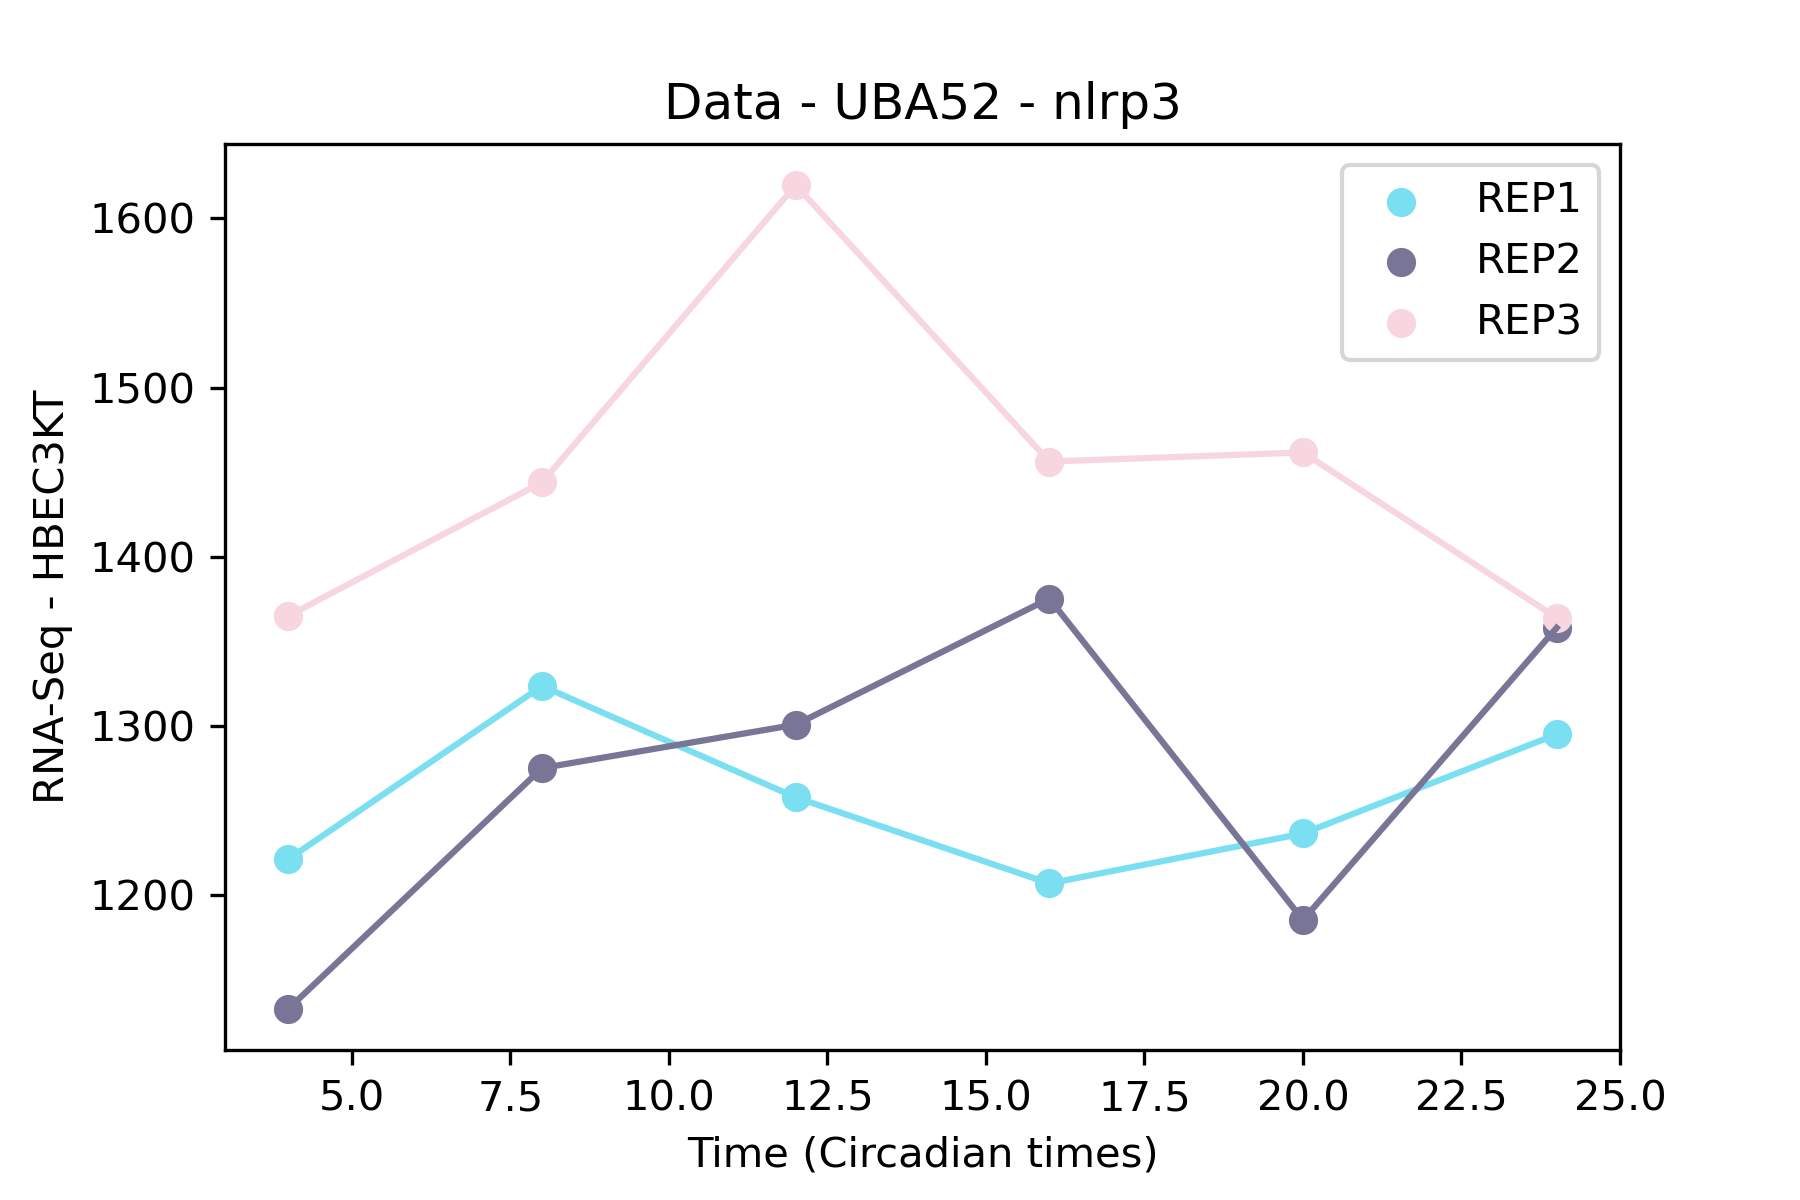 Data - UBA52 - nlrp3
RNA-Seq - HBEC3KT
1600
1500
1400
1300
1200
REP1
REP2
REP3
5.0 7.5 10.0 12.5 15.0 17.5 20.0 22.5 25.0
Time (Circadian times)